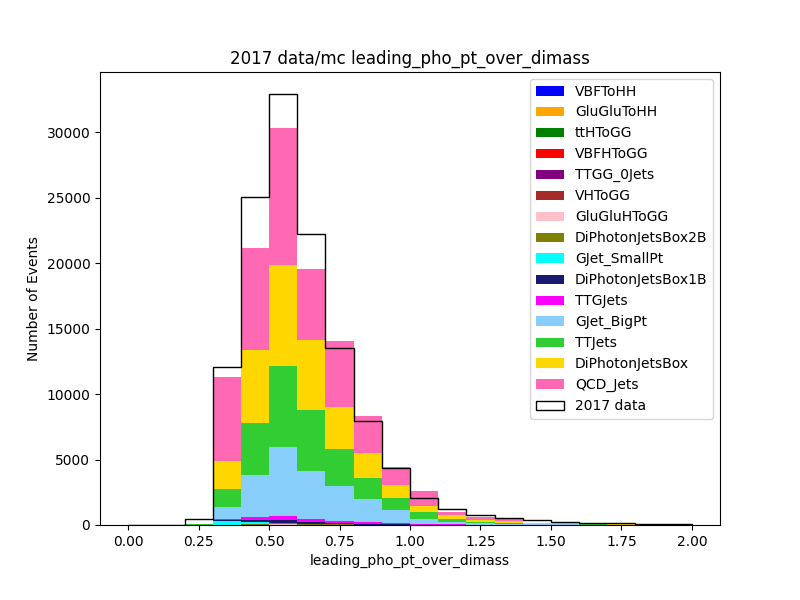 2017 data/mc leading_pho_pt_over_dimass
Number of Events
30000
25000
20000
15000
10000
5000
0
0.00 0.25 0.50 0.75 1.00 1.25 1.50 1.75 2.00
leading_pho_pt_over_dimass
VBFToHH
GluGluToHH
ttHToGG
VBFHToGG
TTGG_0Jets
VHToGG
GluGluHToGG
DiPhotonJetsBox2B
GJet_SmallPt
DiPhotonJetsBox1B
TTGJets
GJet_BigPt
TTJets
DiPhotonJetsBox
QCD_Jets
2017 data